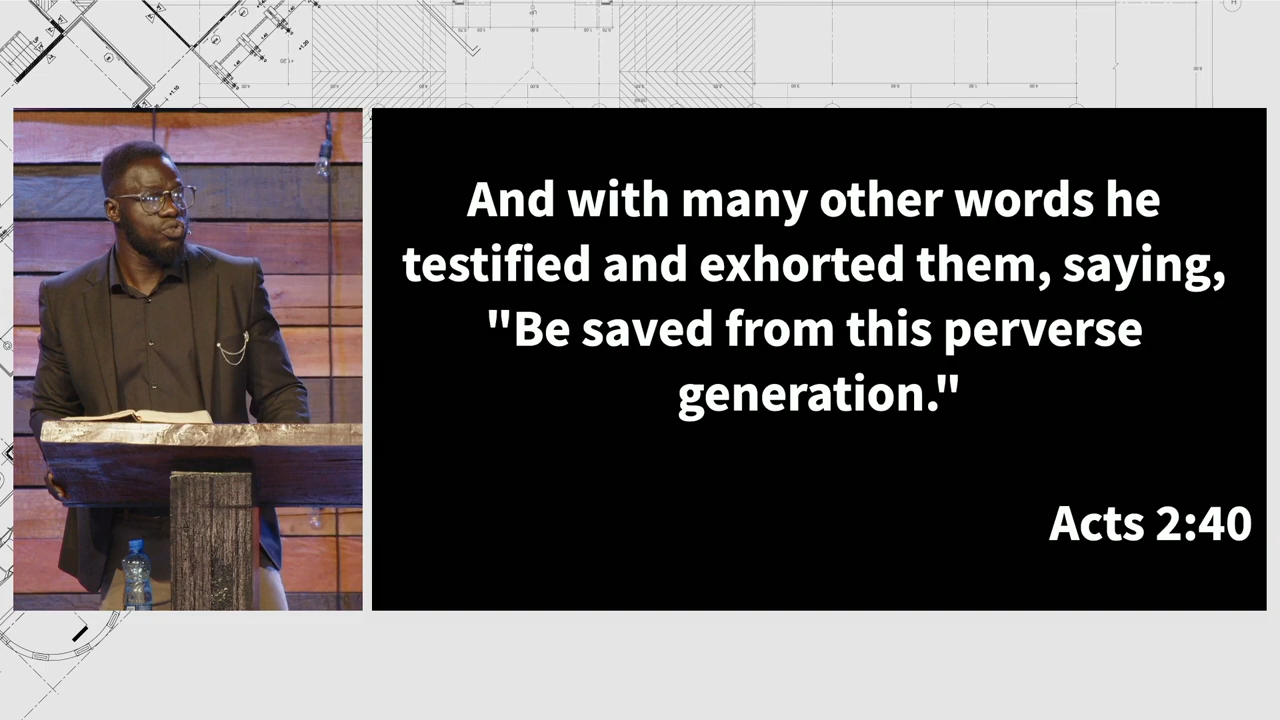 And with many other words he
testified and exhorted them, saying,
"Be saved from this perverse
generation."
Acts 2:40